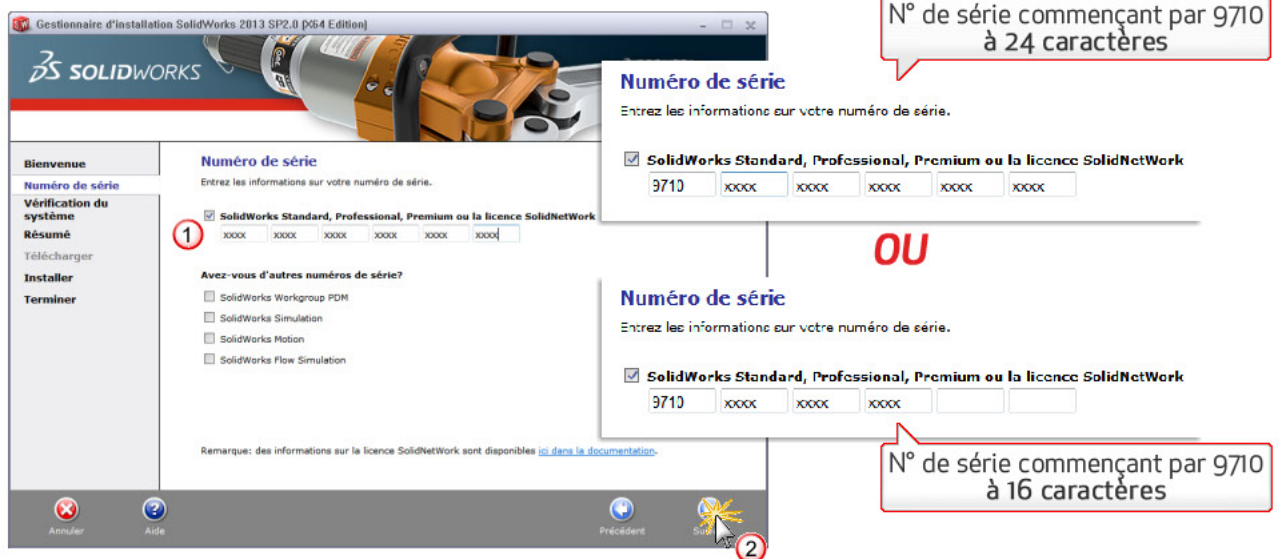 Gestionnaire d'installation SolidWorks 2013 SP2.0 (X64 Edition)
N° de série commençant par 9710
à 24 caractères
SOLIDWORKS
Bienvenue
Numéro de série
Vérification du
système
Résumé
Télécharger
Installer
Terminer
Numéro de série
Entrez les informations sur votre numéro de série.
SolidWorks Standard, Professional, Premium ou la licence SolidNetWork
1
xxxx xxxx xxxx xxxx xxxx xxxx
Avez-vous d'autres numéros de série?
SolidWorks Workgroup PDM
SolidWorks Simulation
SolidWorks Motion
SolidWorks Flow Simulation
Remarque: des informations sur la licence SolidNetWork sont disponibles ici dans la documentation.
Annuler
Aide
Précédent
2
Numéro de série
Entrez les informations sur votre numéro de série.
SolidWorks Standard, Professional, Premium ou la licence SolidNetWork
9710 xxxx xxxx xxxx xxxx xxxx
OU
Numéro de série
Entrez les informations sur votre numéro de série.
SolidWorks Standard, Professional, Premium ou la licence SolidNetWork
9710 xxxx xxxx xxxx
N° de série commençant par 9710
à 16 caractères